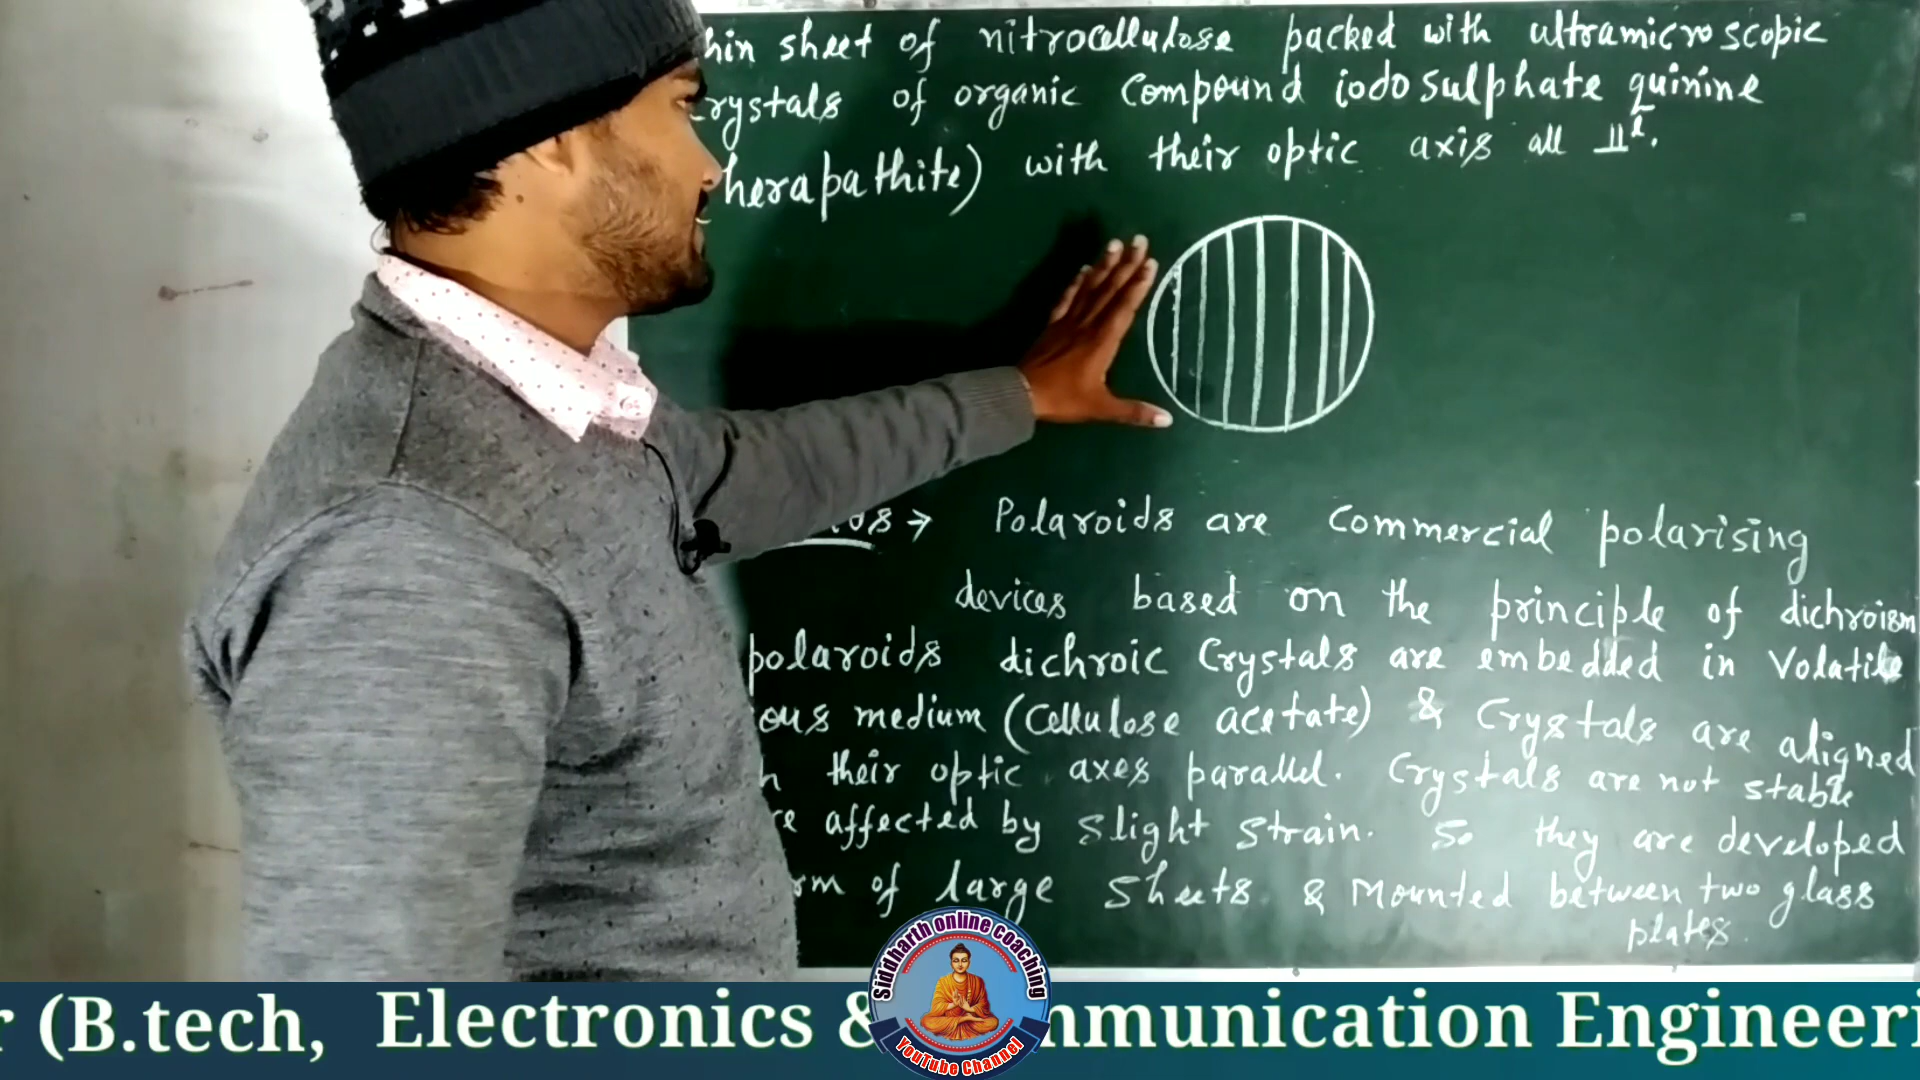 hin sheet of nitrocellulose packed with ultramicroscopic
rystals of organic compound iodosulphate quinine
herapathite) with their optic axis all ||l.
→ Polaroids are commercial polarising
devices based on the principle of dichroism
polaroids dichroic crystals are embedded in volatile
ous medium (cellulose acetate) & crystals are aligned
h their optic axes parallel. Crystals are not stable
re affected by slight strain. So they are developed
rm of large sheets & mounted between two glass
plates.
r (B.tech, Electronics & mmunication Engineeri
Siddharth online coaching
YouTube Channel